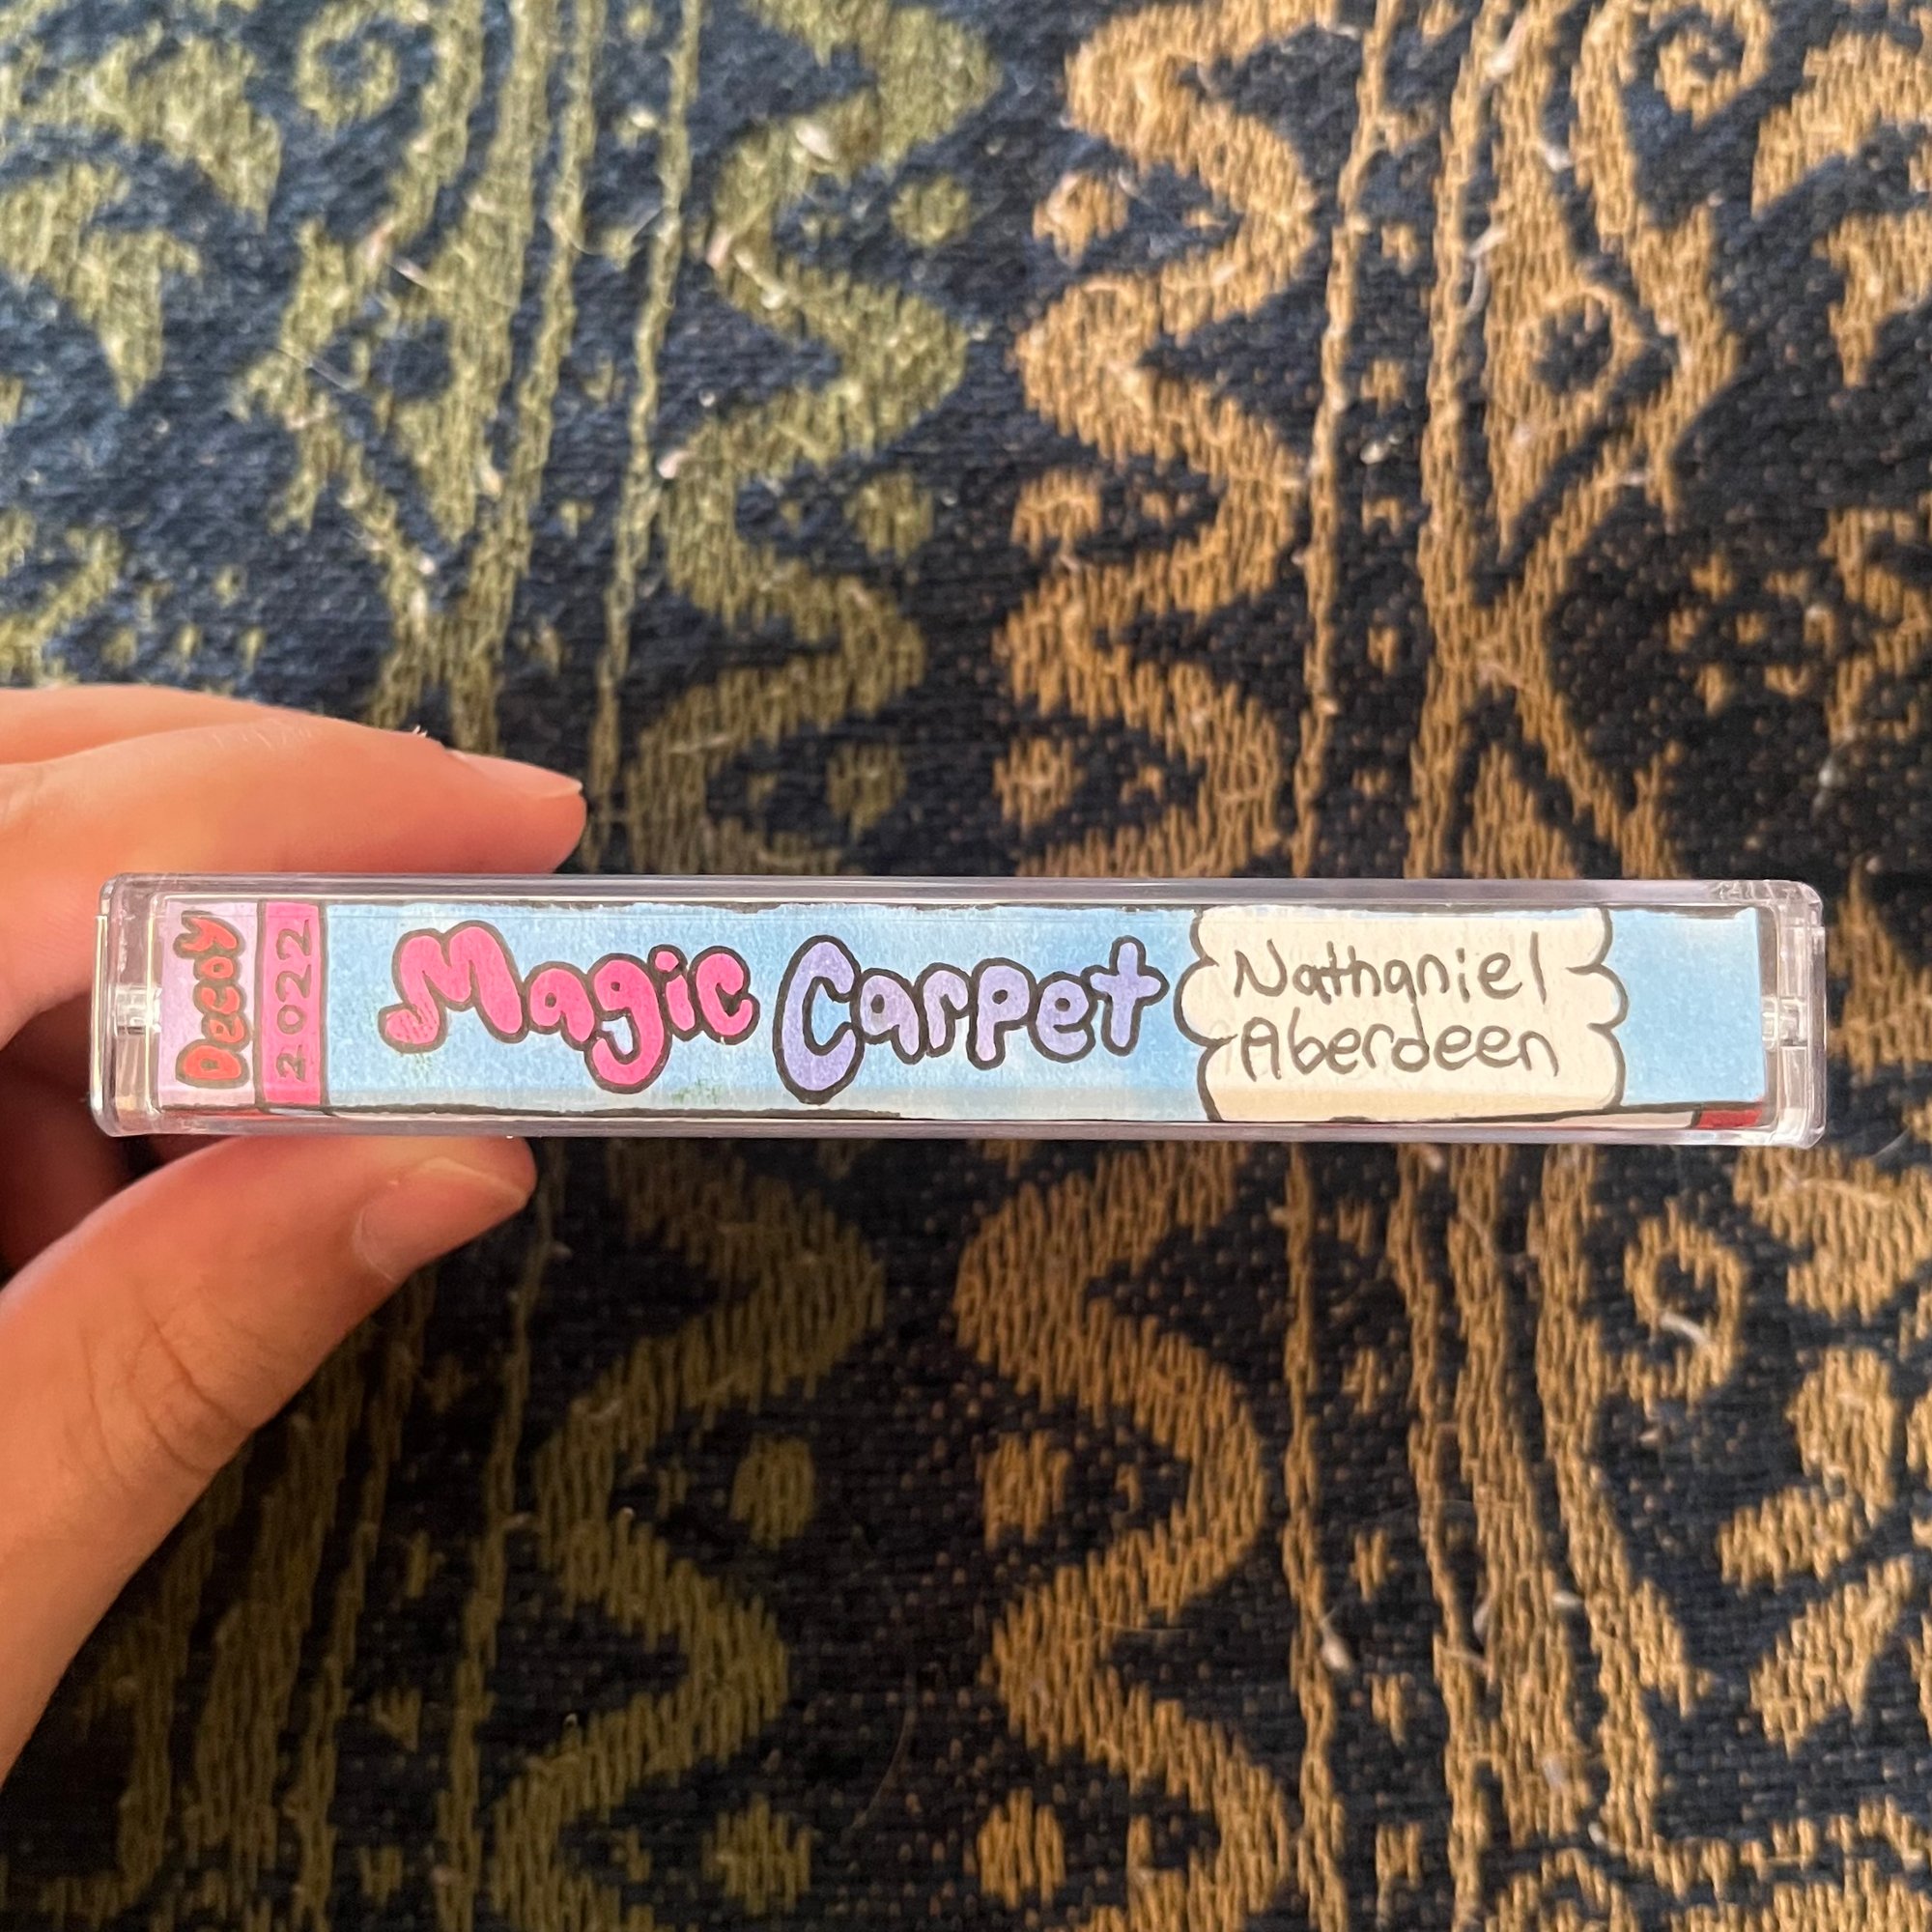 Decoy
2022
Magic Carpet
Nathaniel
Aberdeen